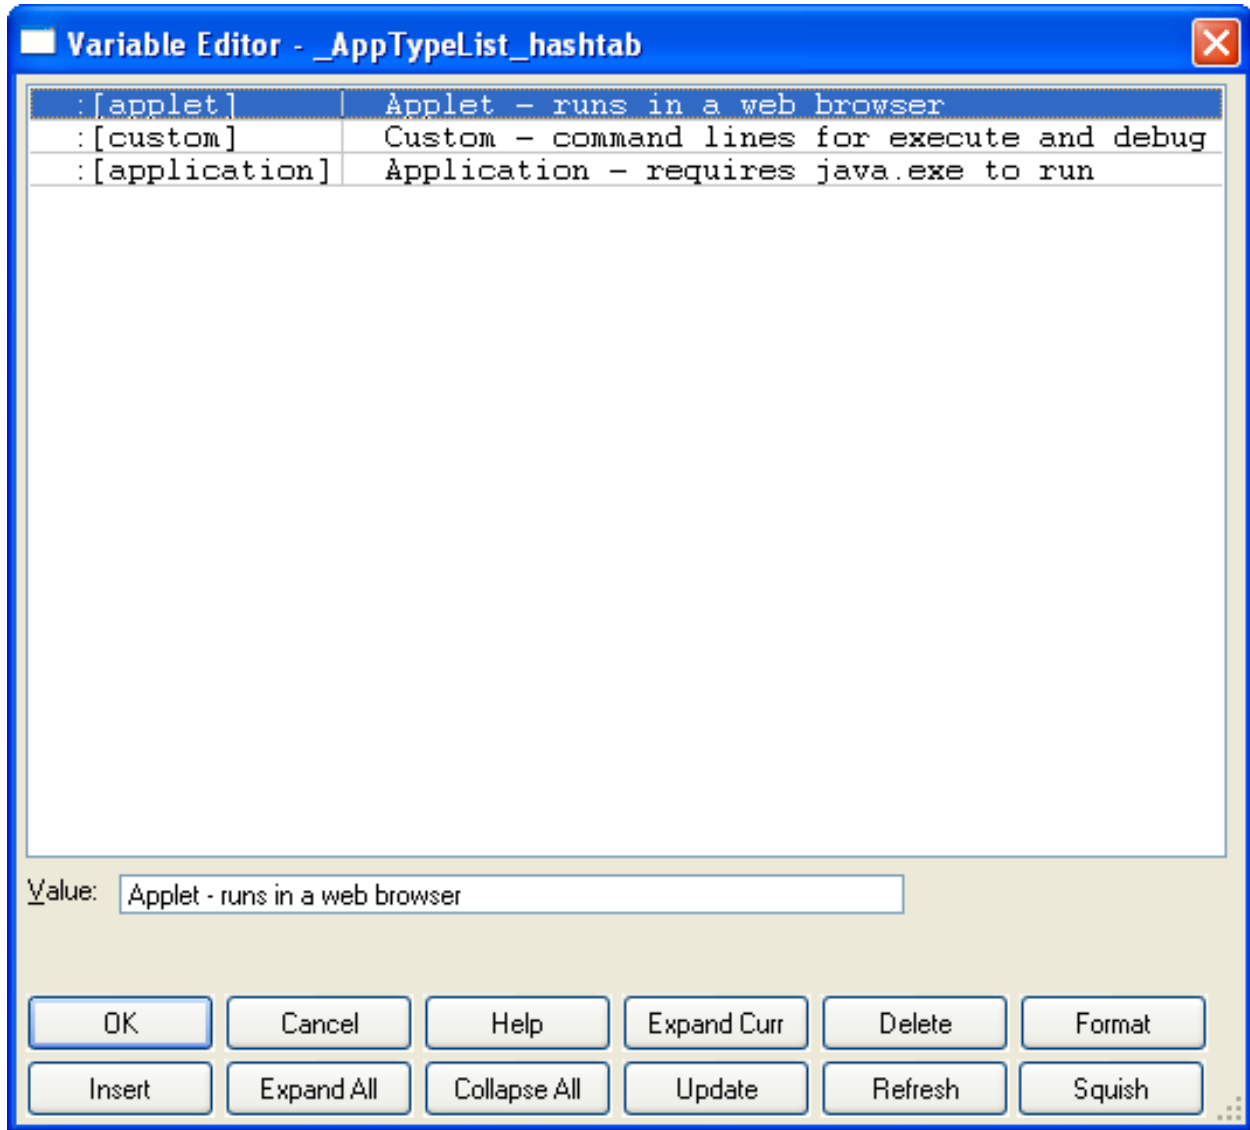 Variable Editor - _AppTypeList_hashtab
:[applet] Applet – runs in a web browser
:[custom] Custom – command lines for execute and debug
:[application] Application – requires java.exe to run
Value: Applet - runs in a web browser
OK Cancel Help Expand Curr Delete Format
Insert Expand All Collapse All Update Refresh Squish